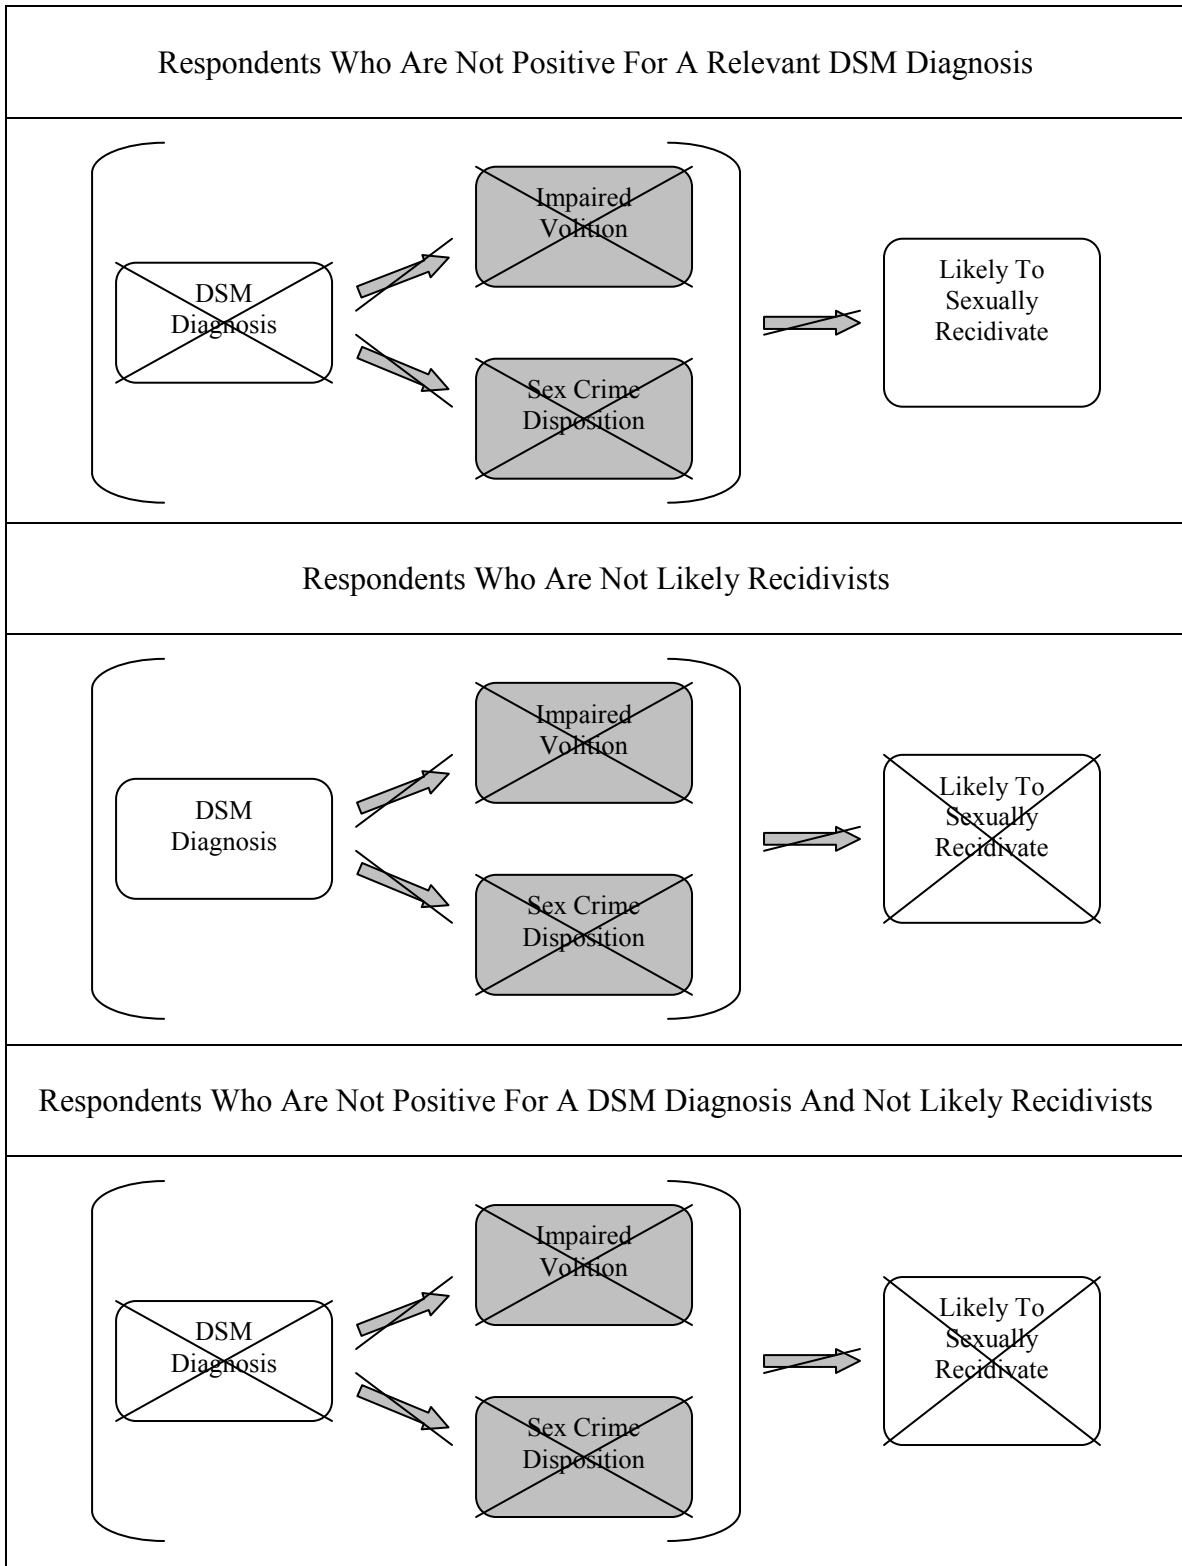 Respondents Who Are Not Positive For A Relevant DSM Diagnosis
Impaired
Volition
DSM
Diagnosis
Sex Crime
Disposition
Likely To
Sexually
Recidivate
Respondents Who Are Not Likely Recidivists
Impaired
Volition
DSM
Diagnosis
Sex Crime
Disposition
Likely To
Sexually
Recidivate
Respondents Who Are Not Positive For A DSM Diagnosis And Not Likely Recidivists
Impaired
Volition
DSM
Diagnosis
Sex Crime
Disposition
Likely To
Sexually
Recidivate